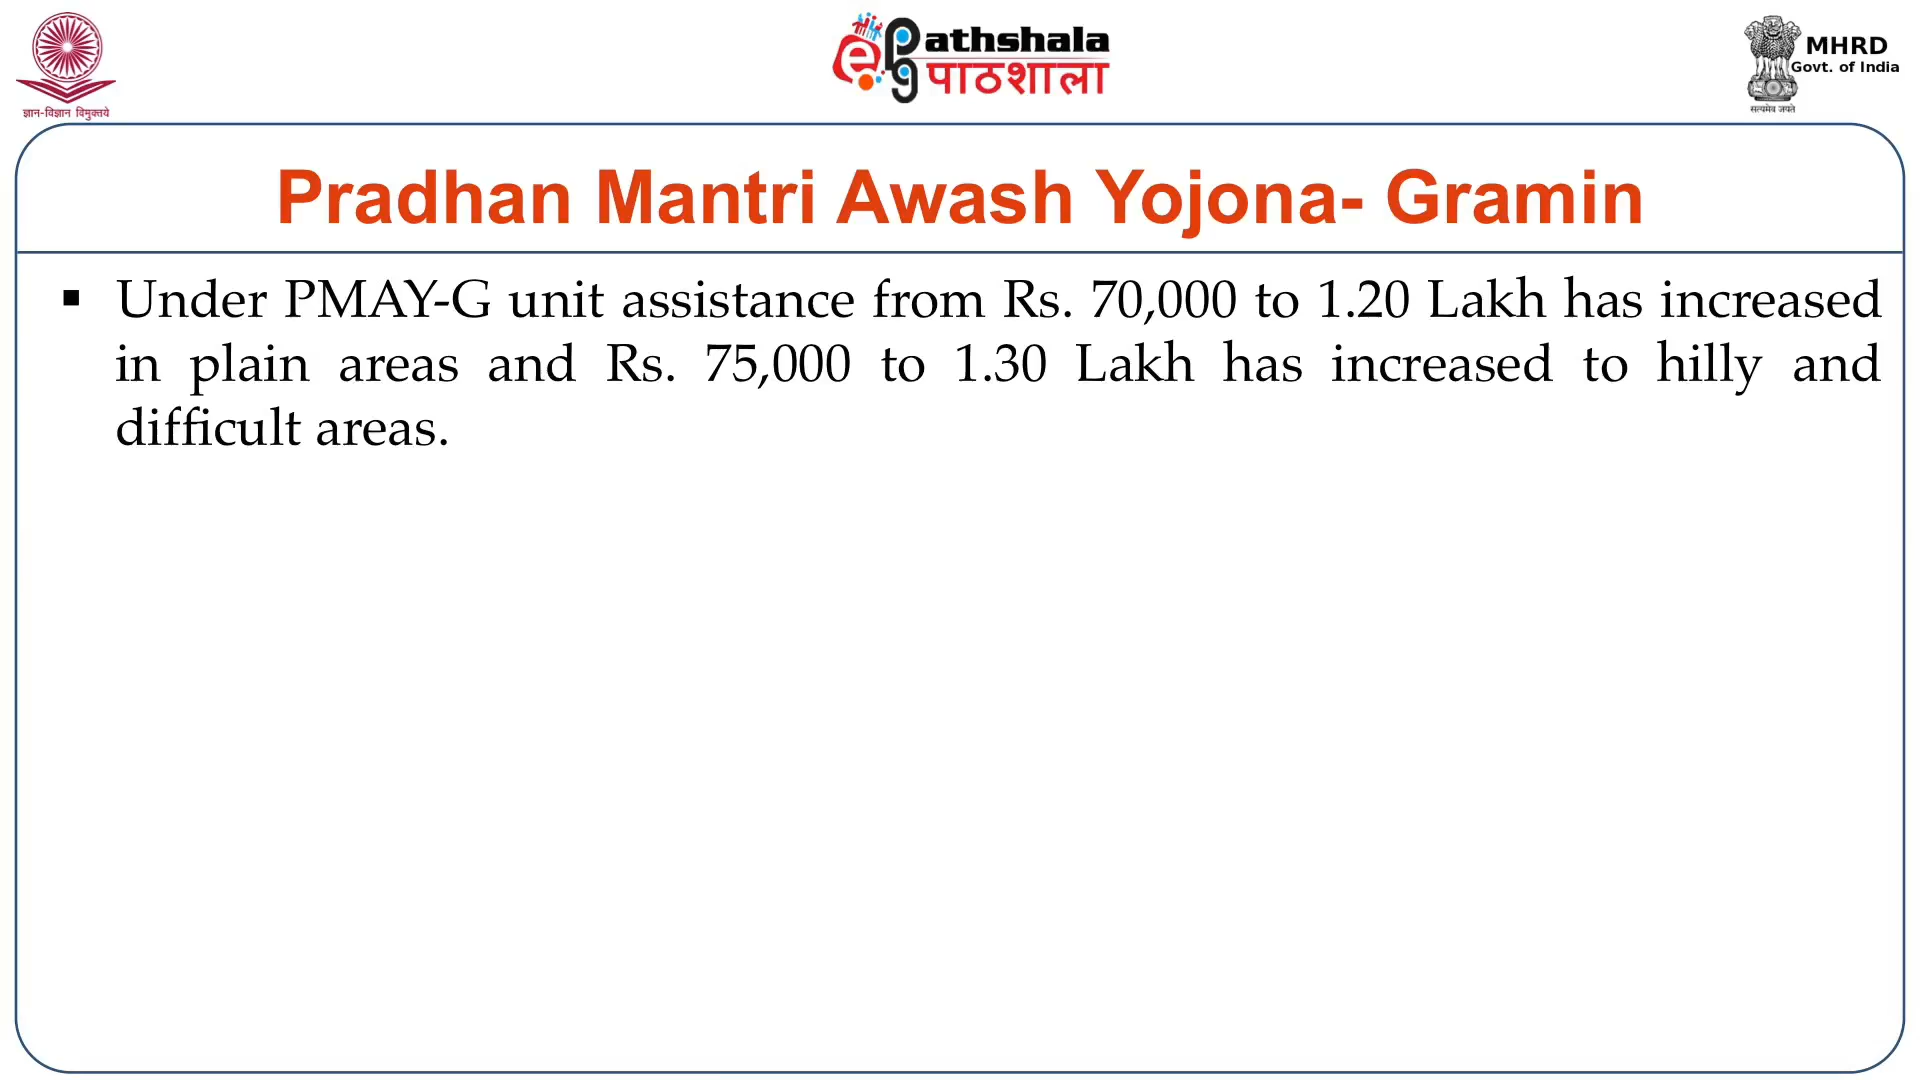 ज्ञान-विज्ञान विमुक्तये
ePathshala
पाठशाला
MHRD
Govt. of India
सत्यमेव जयते
Pradhan Mantri Awash Yojona- Gramin
▪ Under PMAY-G unit assistance from Rs. 70,000 to 1.20 Lakh has increased
in plain areas and Rs. 75,000 to 1.30 Lakh has increased to hilly and
difficult areas.